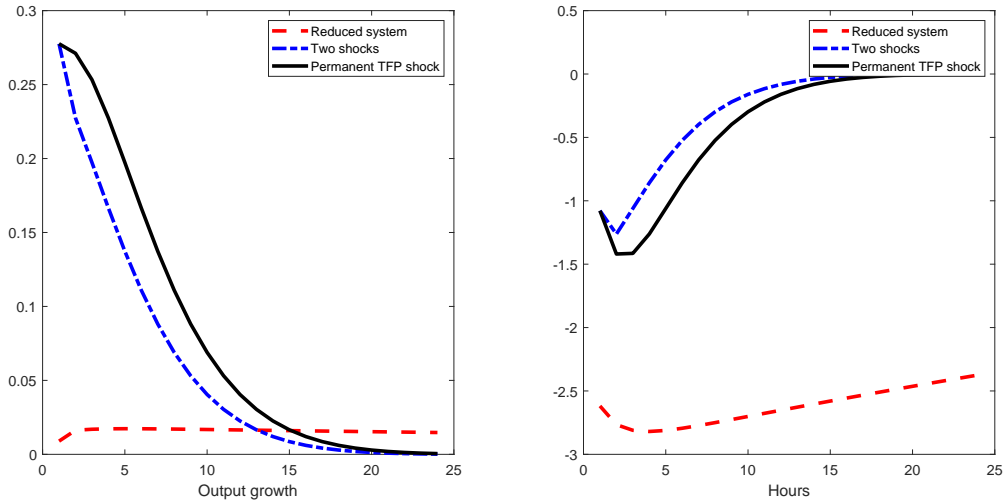 0.3
0.25
0.2
0.15
0.1
0.05
0
0 5 10 15 20 25
Output growth
Reduced system
Two shocks
Permanent TFP shock
0.5
0
-0.5
-1
-1.5
-2
-2.5
-3
0 5 10 15 20 25
Hours
Reduced system
Two shocks
Permanent TFP shock